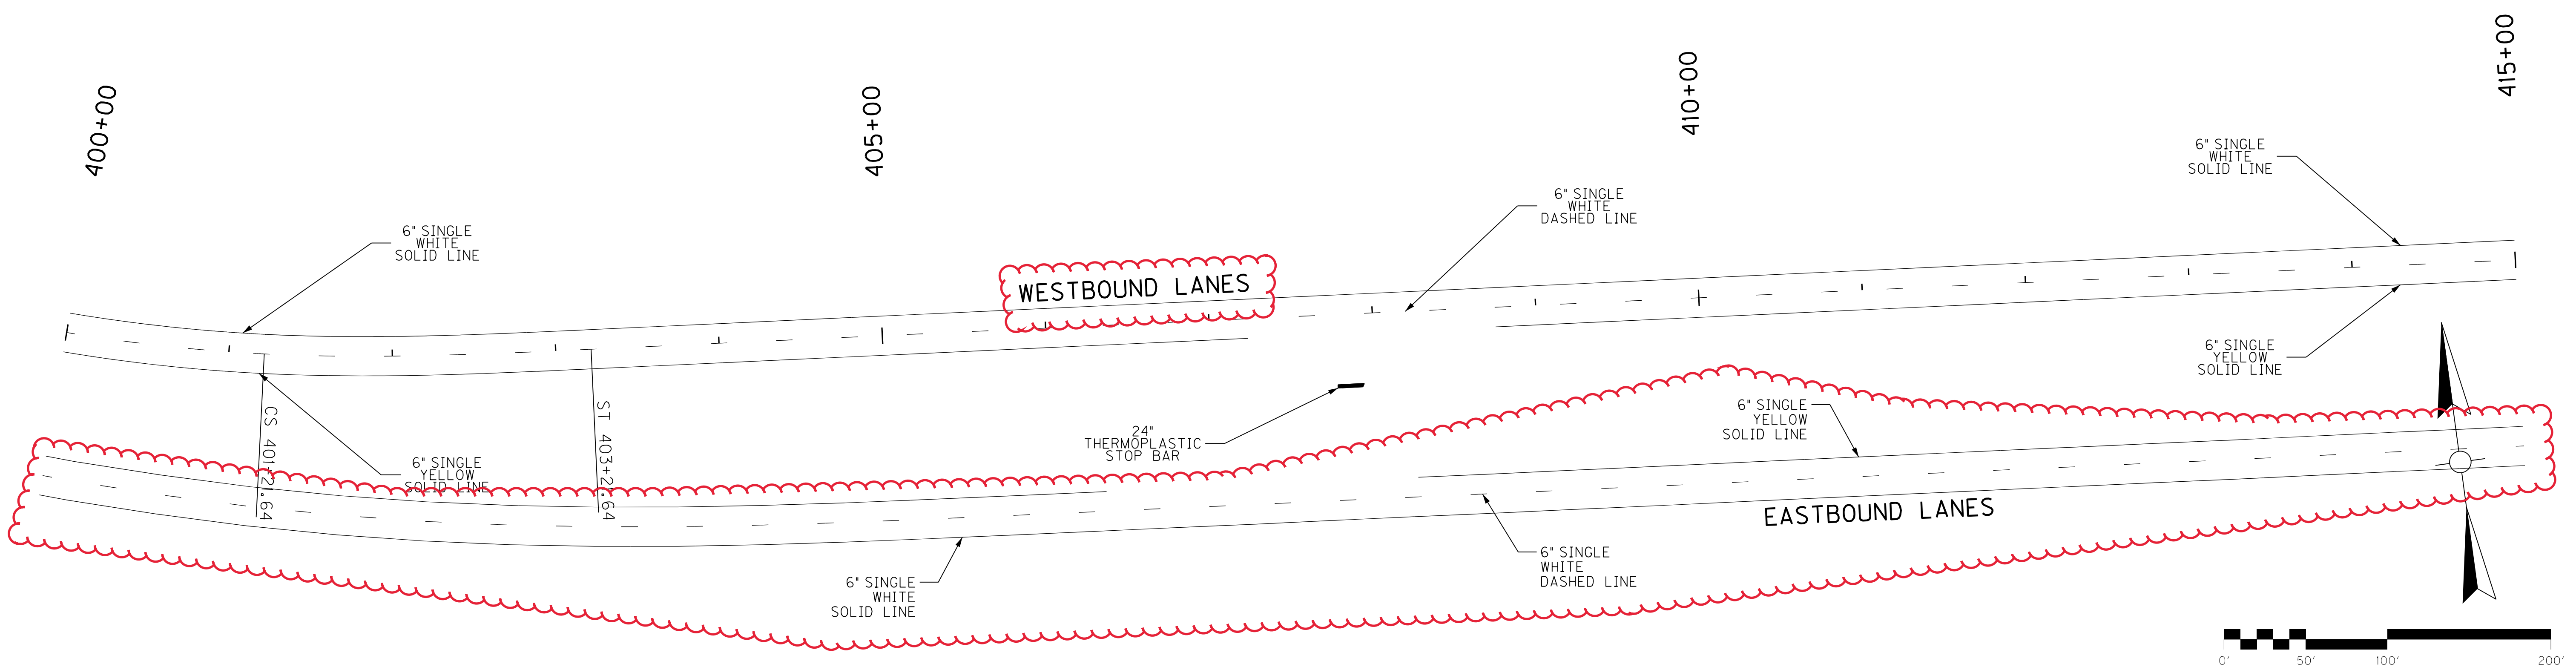 400+00
405+00
410+00
415+00
6" SINGLE
WHITE
SOLID LINE
6" SINGLE
WHITE
DASHED LINE
6" SINGLE
WHITE
SOLID LINE
WESTBOUND LANES
6" SINGLE
YELLOW
SOLID LINE
CS 401+21.64
ST 403+21.64
6" SINGLE
YELLOW
SOLID LINE
24"
THERMOPLASTIC
STOP BAR
6" SINGLE
YELLOW
SOLID LINE
EASTBOUND LANES
6" SINGLE
WHITE
SOLID LINE
6" SINGLE
WHITE
DASHED LINE
0' 50' 100' 200'